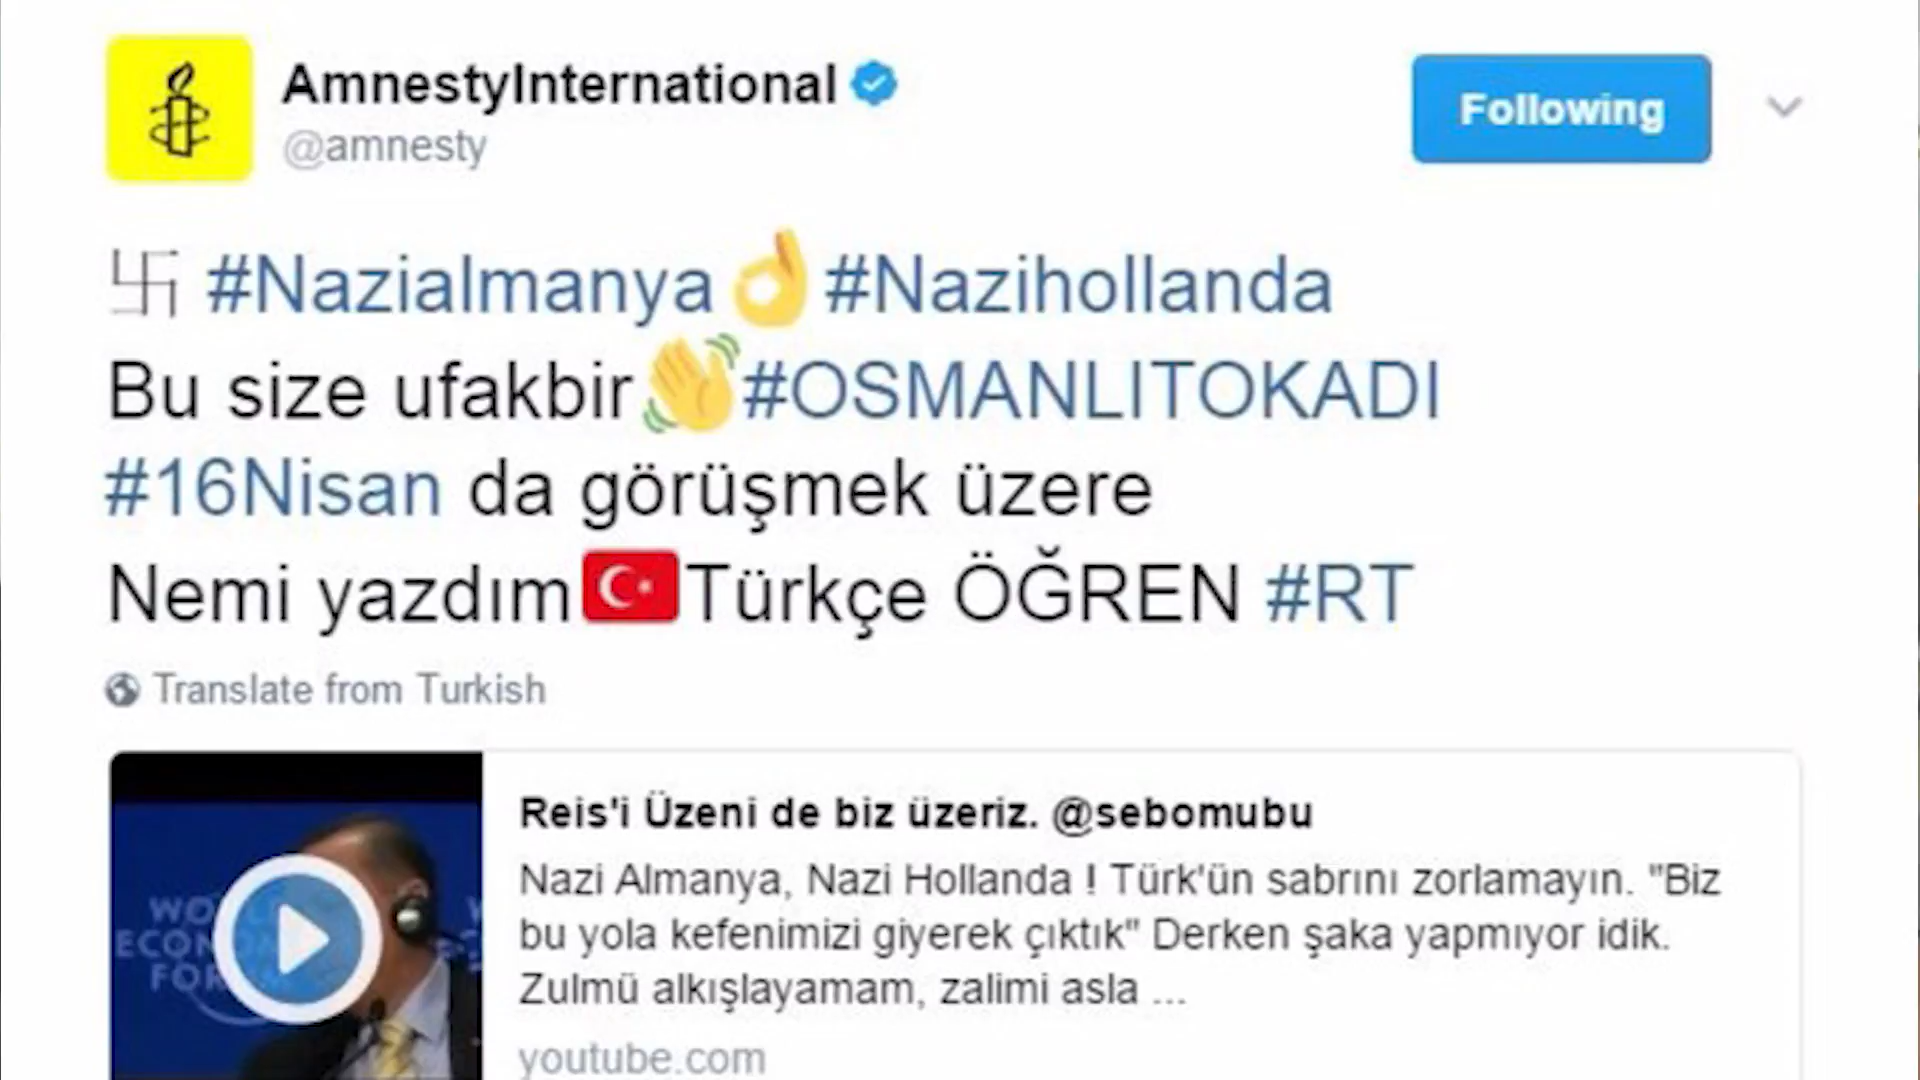 AmnestyInternational
@amnesty
Following
卐 #Nazialmanya👌#Nazihollanda
Bu size ufakbir👋#OSMANLITOKADI
#16Nisan da görüşmek üzere
Nemi yazdım🇹🇷Türkçe ÖĞREN #RT
Translate from Turkish
Reis'i Üzeni de biz üzeriz. @sebomubu
Nazi Almanya, Nazi Hollanda ! Türk'ün sabrını zorlamayın. "Biz
bu yola kefenimizi giyerek çıktık" Derken şaka yapmıyor idik.
Zulmü alkışlayamam, zalimi asla ...
youtube.com